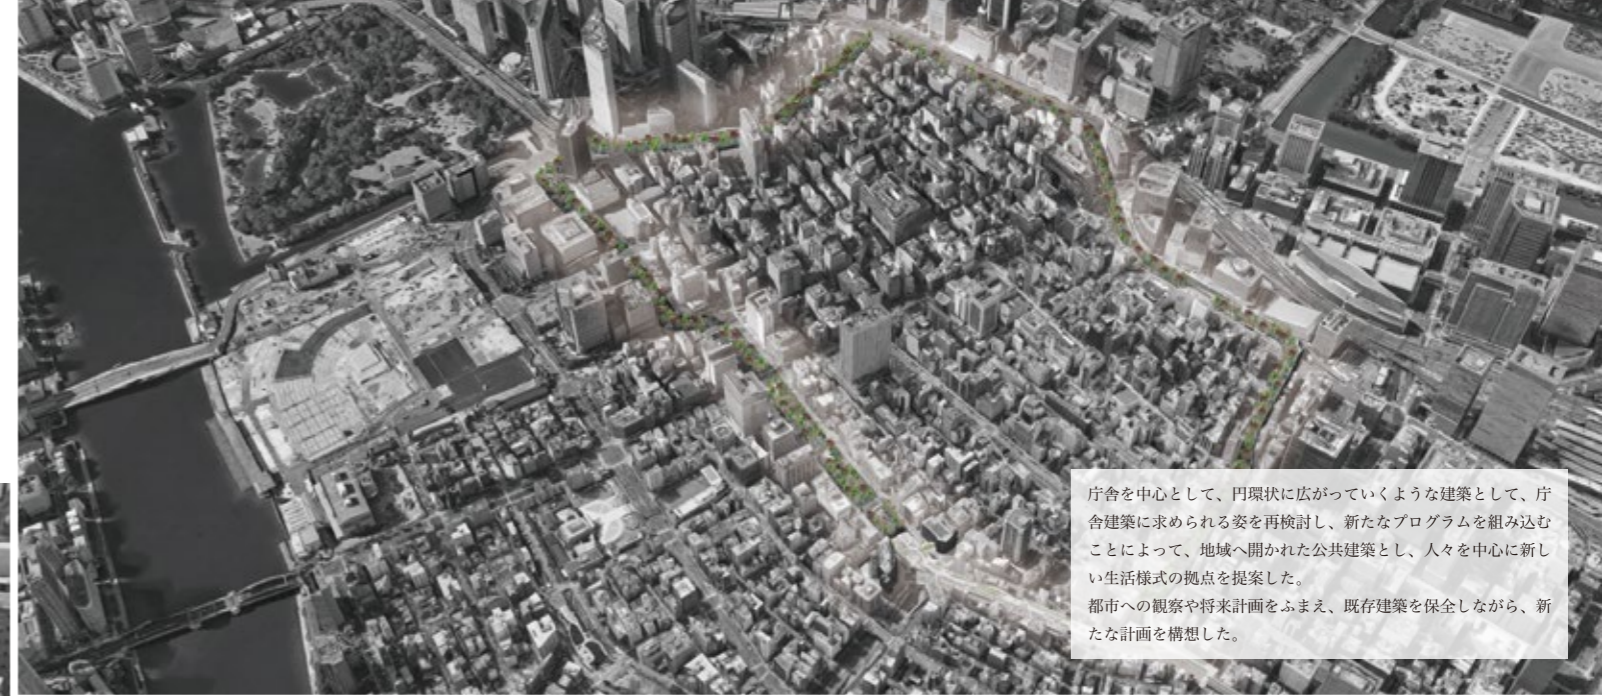 庁舎を中心として、円環状に広がっていくような建築として、庁
舎建築に求められる姿を再検討し、新たなプログラムを組み込む
ことによって、地域へ開かれた公共建築とし、人々を中心に新し
い生活様式の拠点を提案した。
都市への観察や将来計画をふまえ、既存建築を保全しながら、新
たな計画を構想した。